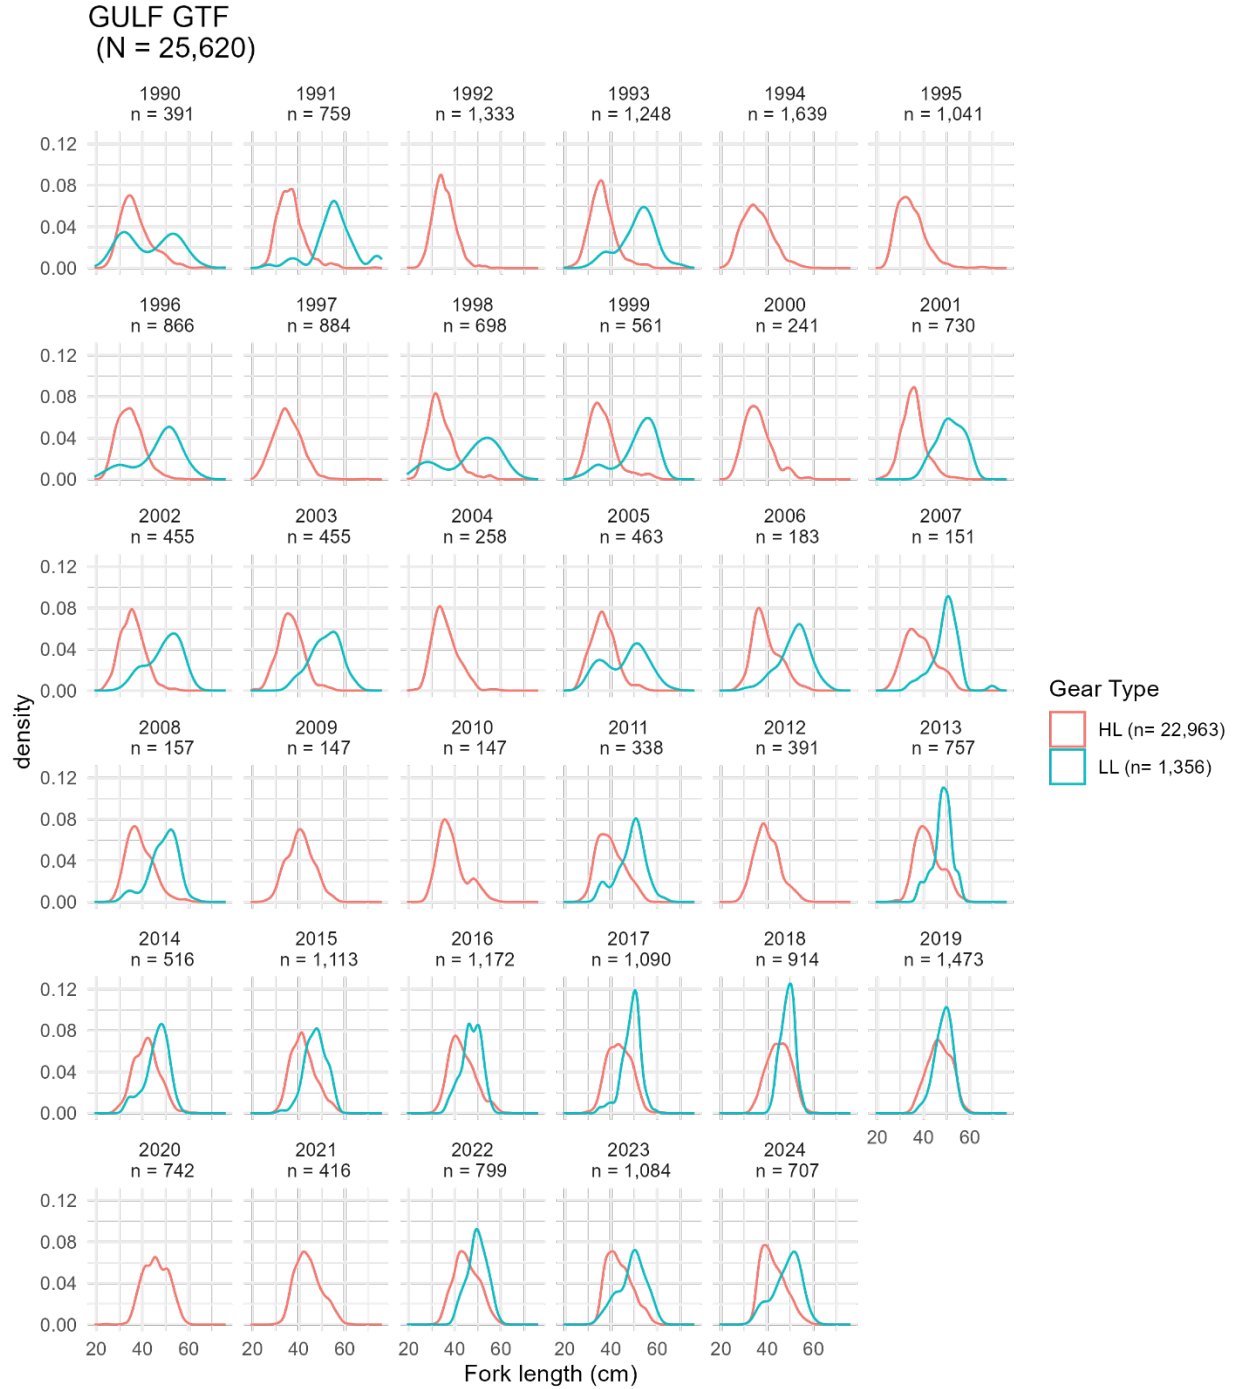 GULF GTF
(N = 25,620)
1990 1991 1992 1993 1994 1995
n = 391 n = 759 n = 1,333 n = 1,248 n = 1,639 n = 1,041
0.12
0.08
0.04
0.00
1996 1997 1998 1999 2000 2001
n = 866 n = 884 n = 698 n = 561 n = 241 n = 730
0.12
0.08
0.04
0.00
2002 2003 2004 2005 2006 2007
n = 455 n = 455 n = 258 n = 463 n = 183 n = 151
0.12
0.08
0.04
0.00
density
Gear Type
HL (n= 22,963)
LL (n= 1,356)
2008 2009 2010 2011 2012 2013
n = 157 n = 147 n = 147 n = 338 n = 391 n = 757
0.12
0.08
0.04
0.00
2014 2015 2016 2017 2018 2019
n = 516 n = 1,113 n = 1,172 n = 1,090 n = 914 n = 1,473
0.12
0.08
0.04
0.00
20 40 60
2020 2021 2022 2023 2024
n = 742 n = 416 n = 799 n = 1,084 n = 707
0.12
0.08
0.04
0.00
20 40 60 20 40 60 20 40 60 20 40 60 20 40 60
Fork length (cm)